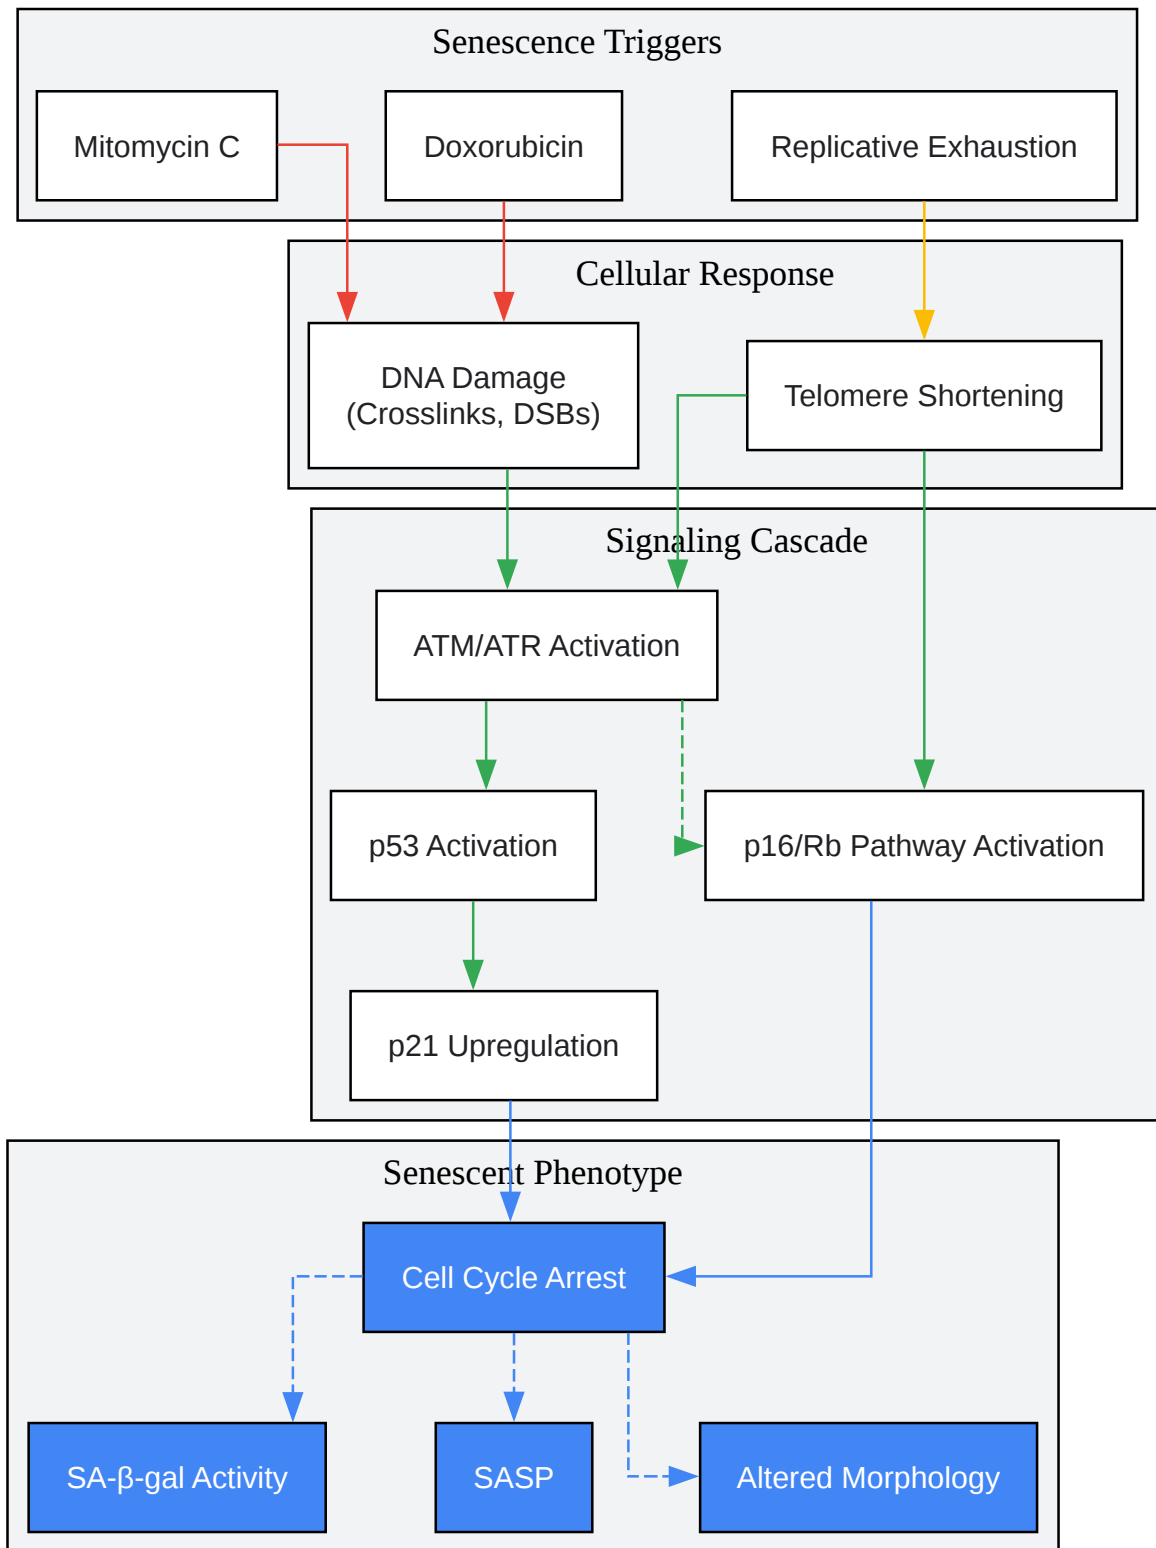 Senescence Triggers
Mitomycin C
Doxorubicin
Replicative Exhaustion
Cellular Response
DNA Damage
(Crosslinks, DSBs)
Telomere Shortening
Signaling Cascade
ATM/ATR Activation
p53 Activation
p16/Rb Pathway Activation
p21 Upregulation
Senescent Phenotype
Cell Cycle Arrest
SA-β-gal Activity
SASP
Altered Morphology